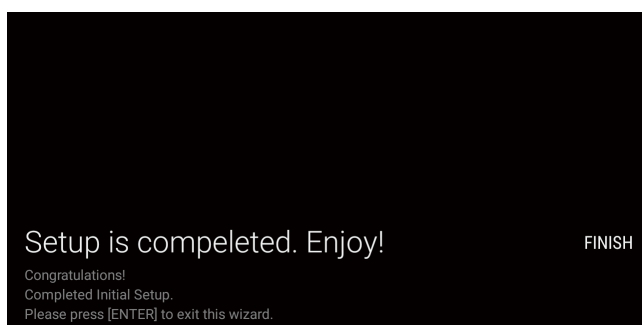 Setup is compeleted. Enjoy!
FINISH
Congratulations!
Completed Initial Setup.
Please press [ENTER] to exit this wizard.